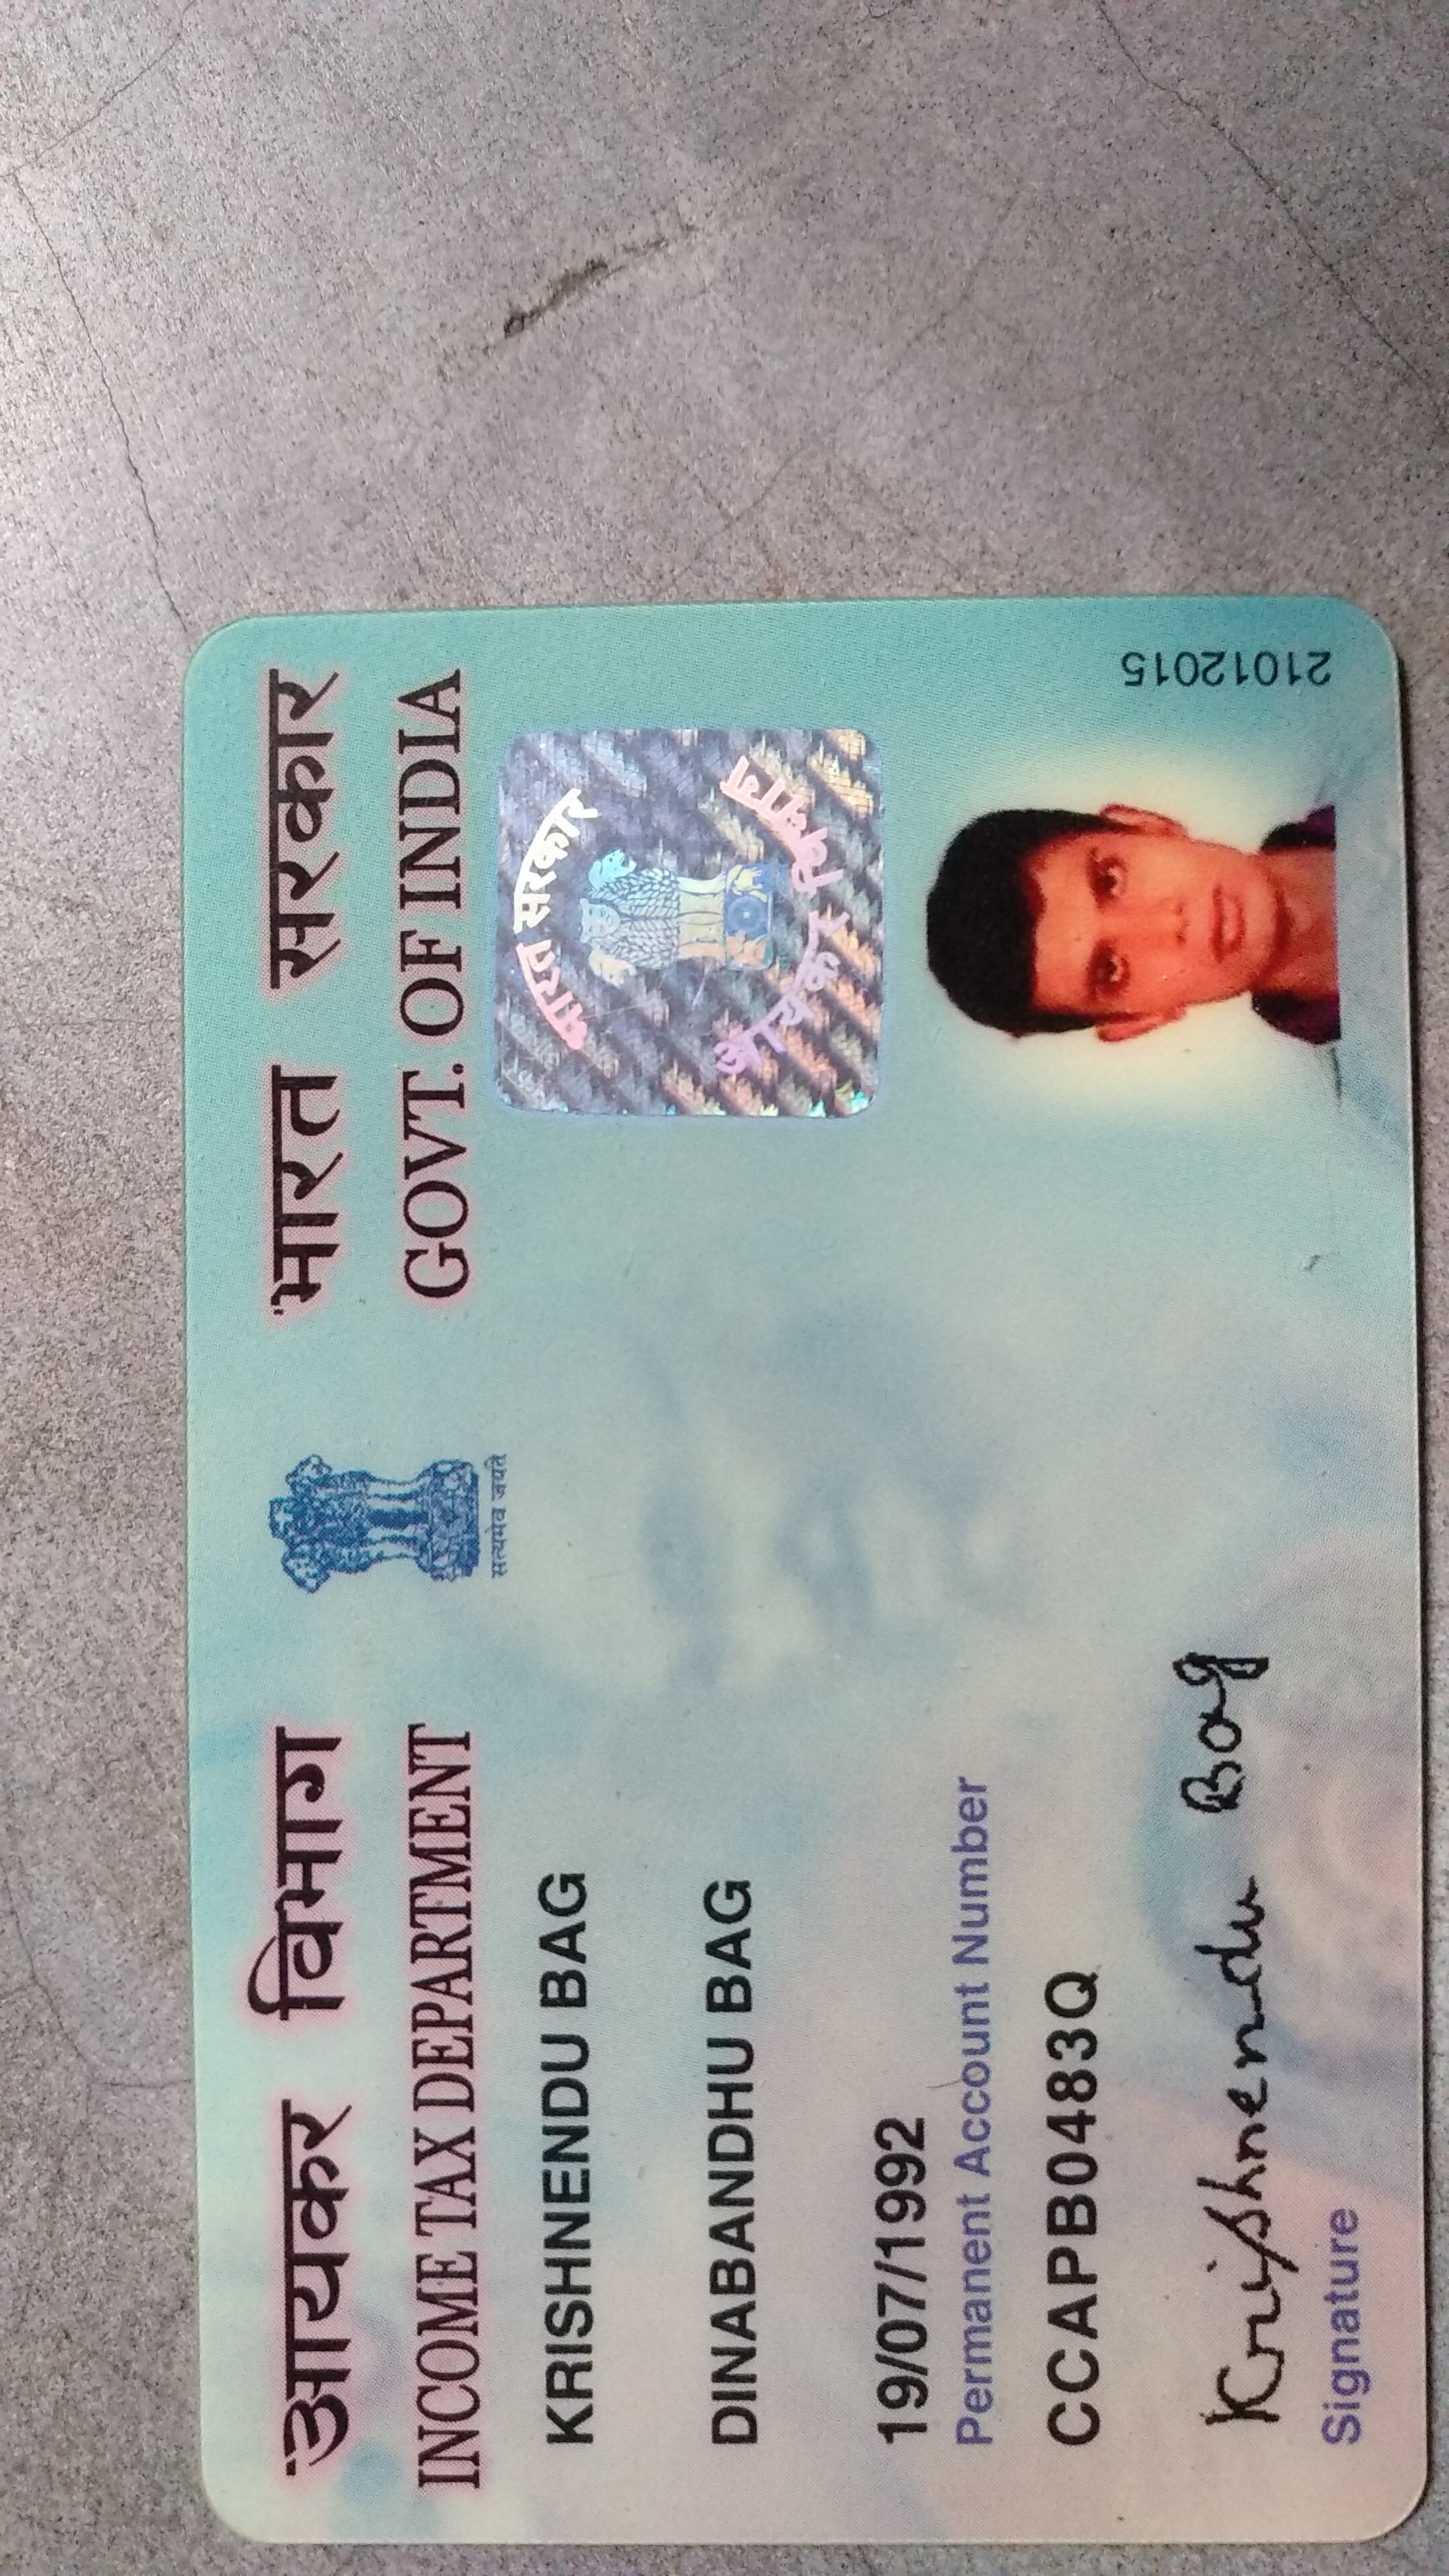 आयकर विभाग
INCOME TAX DEPARTMENT
सत्यमेव जयते
भारत सरकार
GOVT. OF INDIA
KRISHNENDU BAG
DINABANDHU BAG
19/07/1992
Permanent Account Number
CCAPB0483Q
Krishnendu Bag
Signature
भारत सरकार
आयकर विभाग
21012015